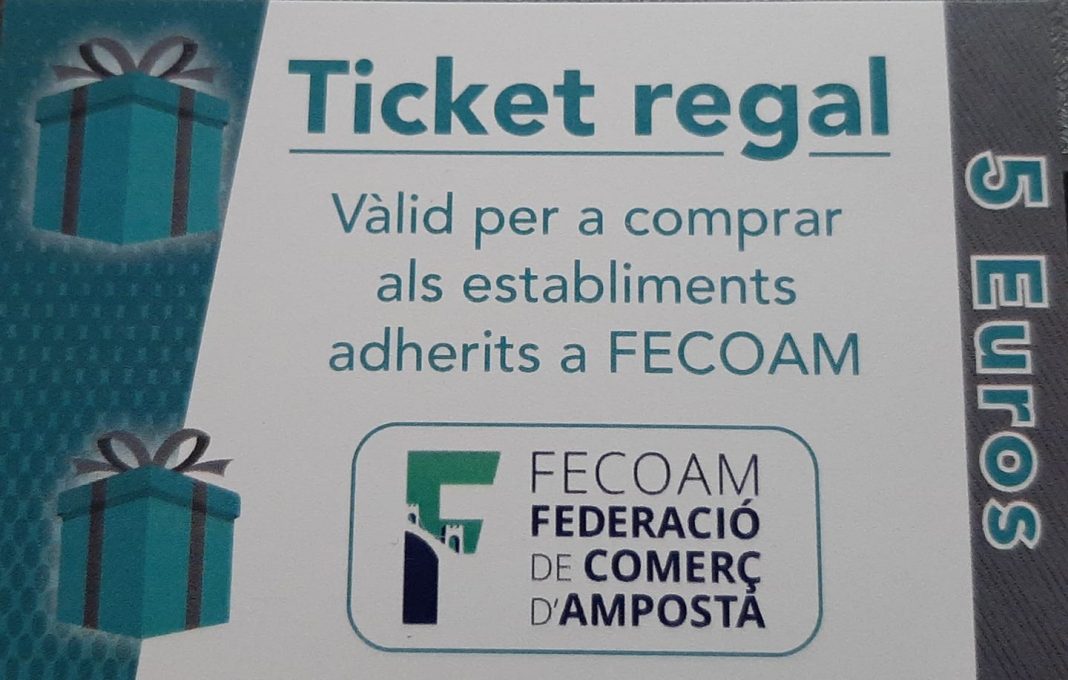 Ticket regal
Vàlid per a comprar
als establiments
adherits a FECOAM
FECOAM
FEDERACIÓ
DE COMERÇ
D'AMPOSTA
5 Euros